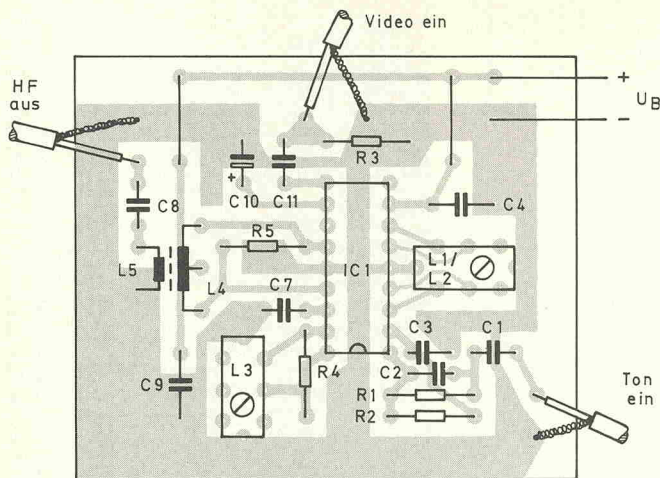 Video ein
HF
aus
+
U_B
-
R3
+
C10
C11
C8
C4
R5
IC1
L1/
L2
L5
L4
C7
C3
C1
C2
L3
R4
C9
R1
R2
Ton
ein